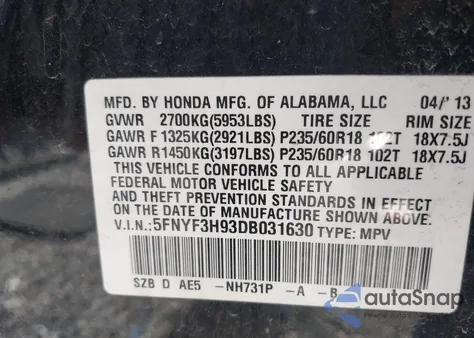 MFD. BY HONDA MFG. OF ALABAMA, LLC 04/'13
GVWR 2700KG(5953LBS) TIRE SIZE RIM SIZE
GAWR F 1325KG(2921LBS) P235/60R18 102T 18X7.5J
GAWR R1450KG(3197LBS) P235/60R18 102T 18X7.5J
THIS VEHICLE CONFORMS TO ALL APPLICABLE
FEDERAL MOTOR VEHICLE SAFETY
AND THEFT PREVENTION STANDARDS IN EFFECT ON
THE DATE OF MANUFACTURE SHOWN ABOVE.
V.I.N.:5FNYF3H93DB031630 TYPE: MPV
SZB D AE5 -NH731P -A -B
autoSnap